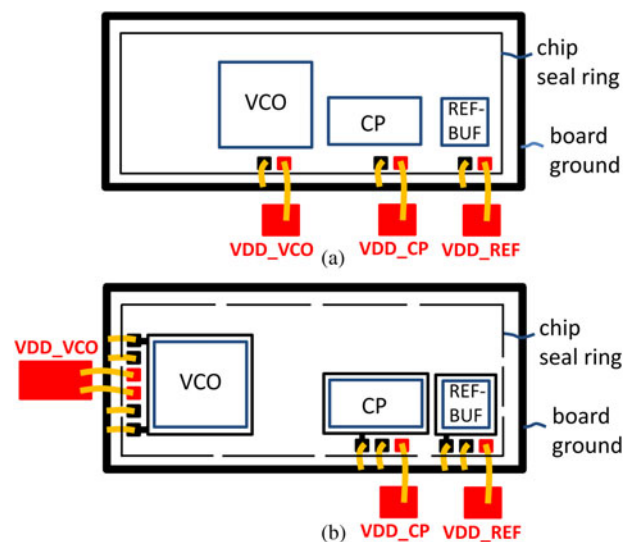 chip
seal ring
VCO
CP
REF-
BUF
board
ground
VDD_VCO
VDD_CP
VDD_REF
(a)
chip
seal ring
VDD_VCO
VCO
CP
REF-
BUF
board
ground
VDD_CP
VDD_REF
(b)